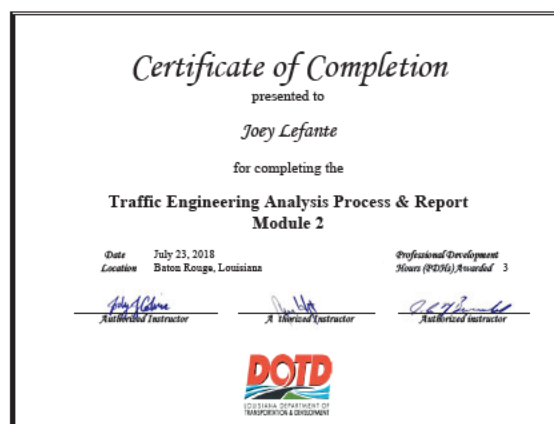 Certificate of Completion
presented to
Joey Lefante
for completing the
Traffic Engineering Analysis Process & Report
Module 2
Date July 23, 2018
Location Baton Rouge, Louisiana
Professional Development
Hours (PDHs) Awarded 3
Authorized Instructor
A thorized Instructor
Authorized instructor
DOTD
LOUISIANA DEPARTMENT OF
TRANSPORTATION & DEVELOPMENT